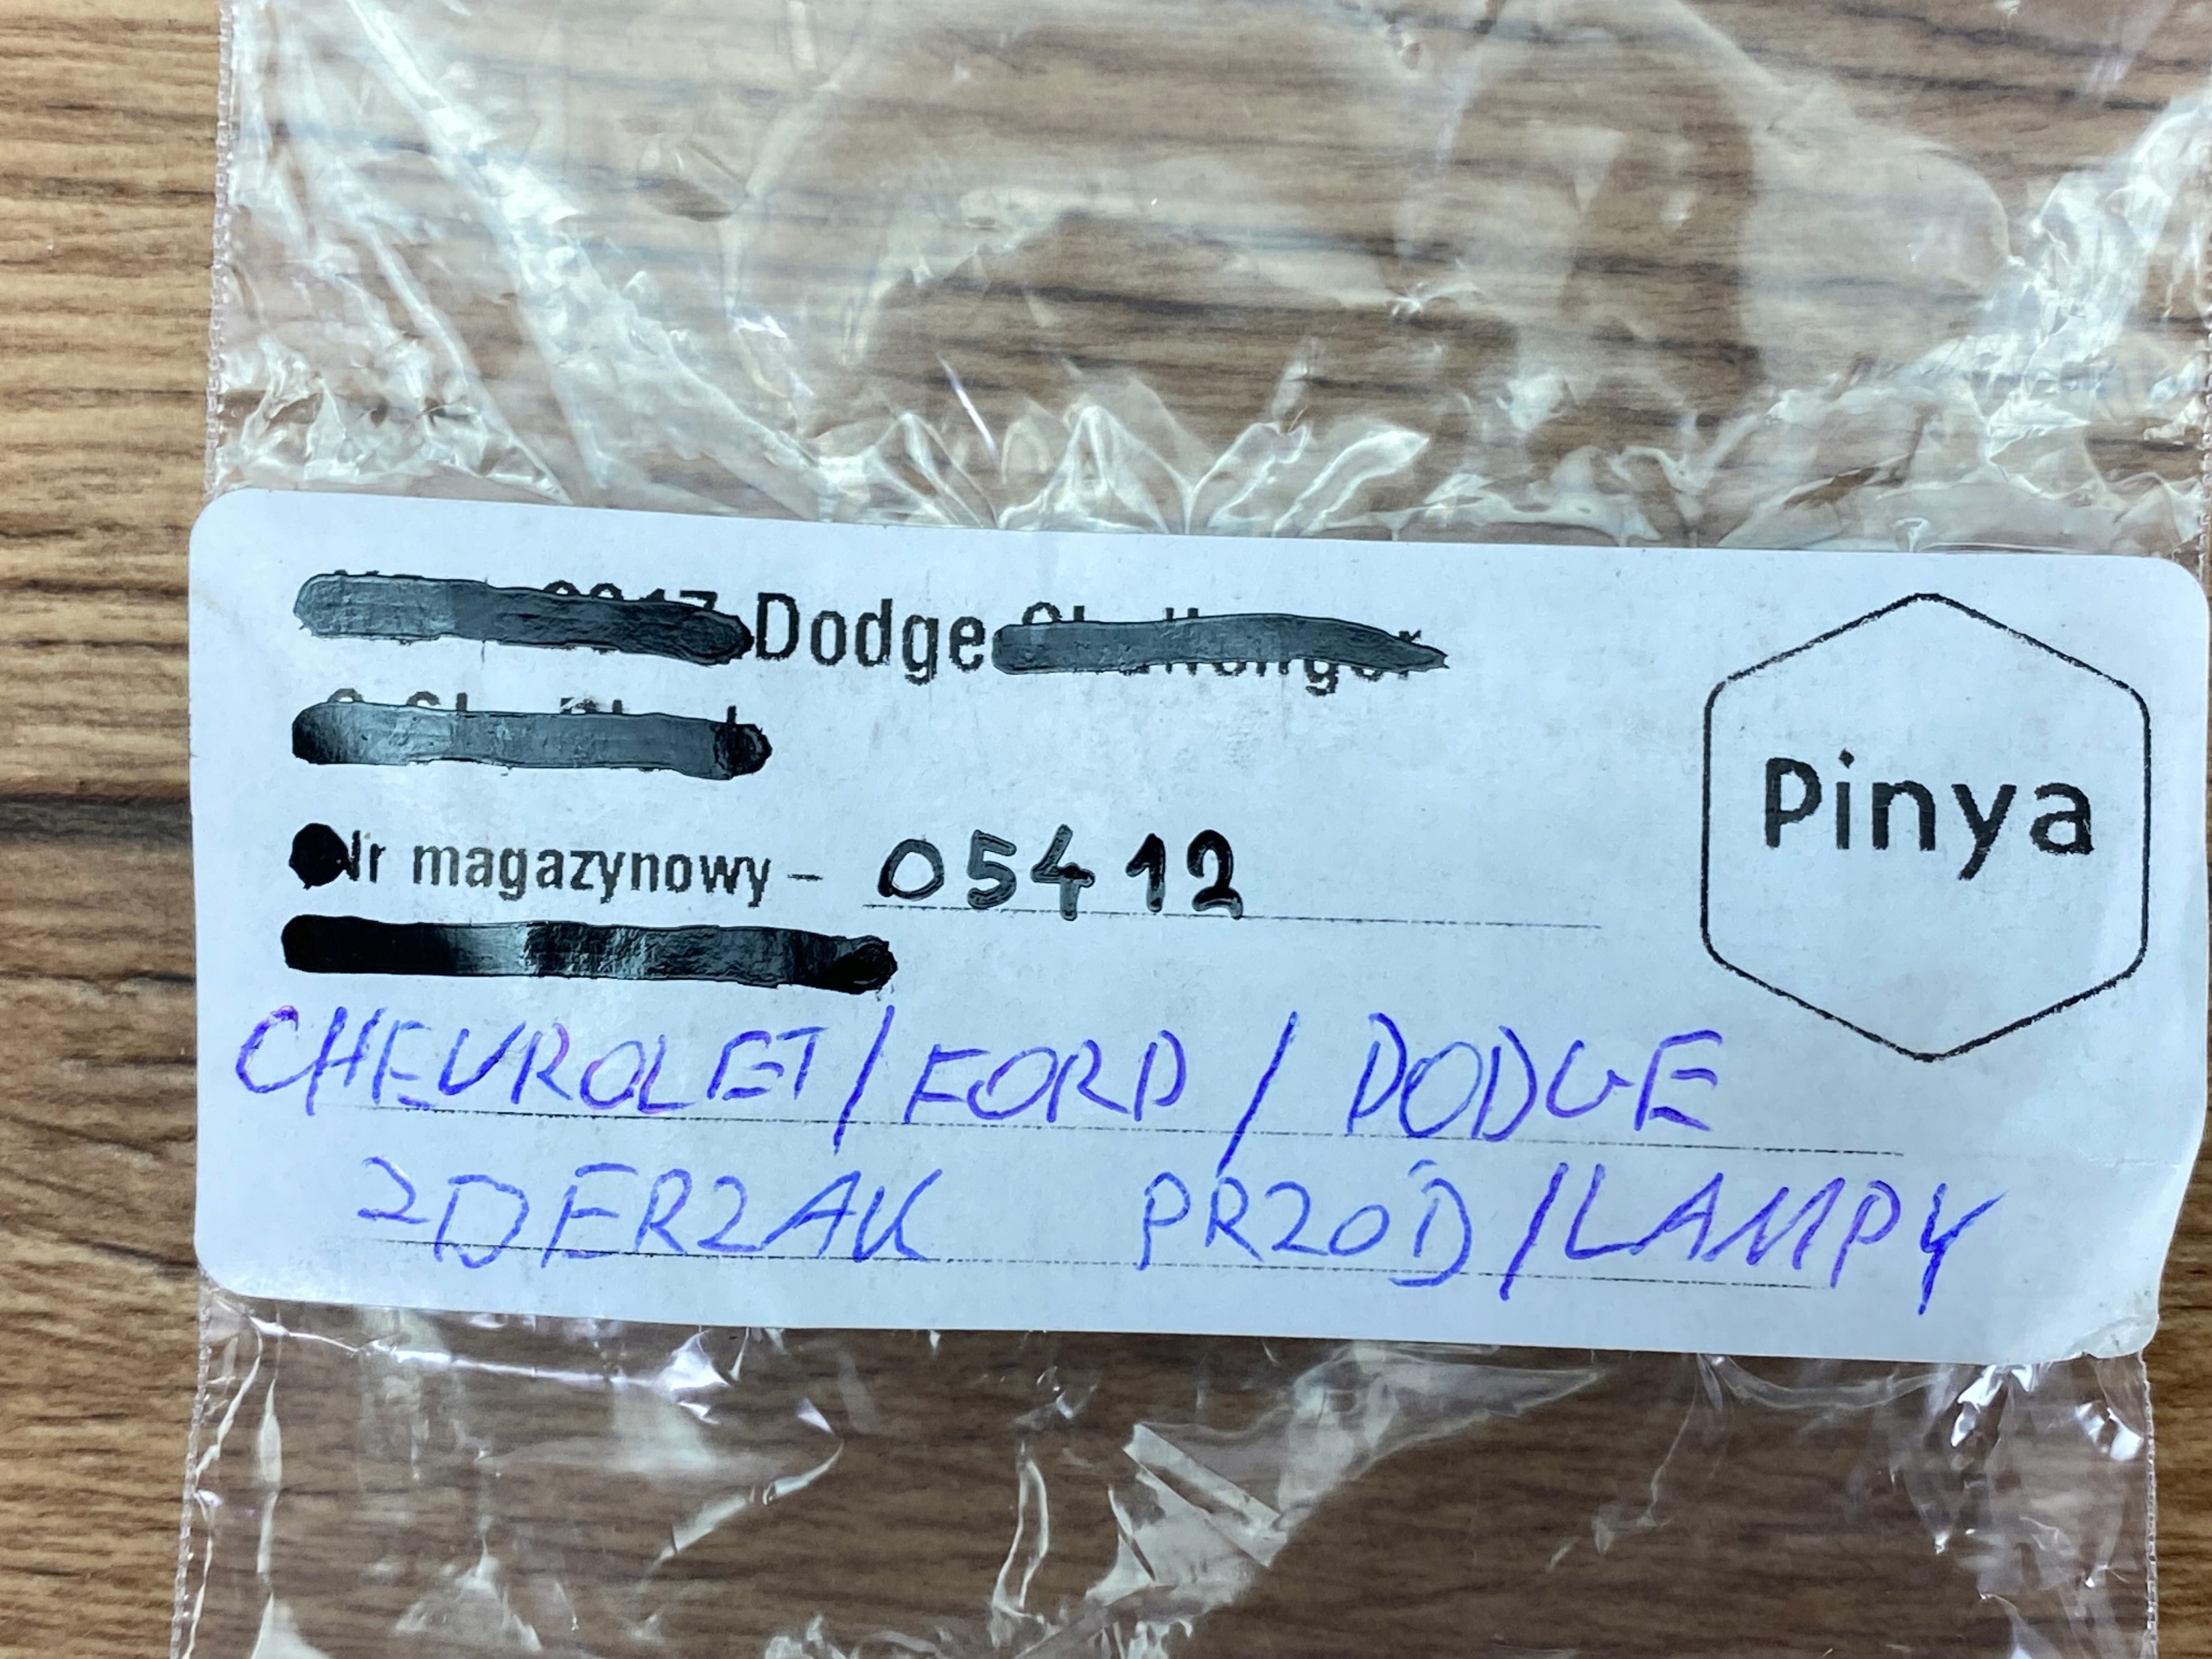 Dodge
Nr magazynowy - 05412
Pinya
CHEVROLET/FORD/DODGE
ZDERZAK PRZÓD/LAMPY